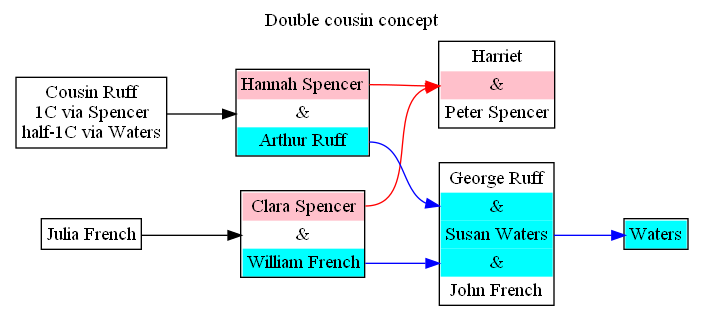 Double cousin concept
Cousin Ruff
1C via Spencer
half-1C via Waters
Hannah Spencer
&
Arthur Ruff
Harriet
&
Peter Spencer
Julia French
Clara Spencer
&
William French
George Ruff
&
Susan Waters
&
John French
Waters